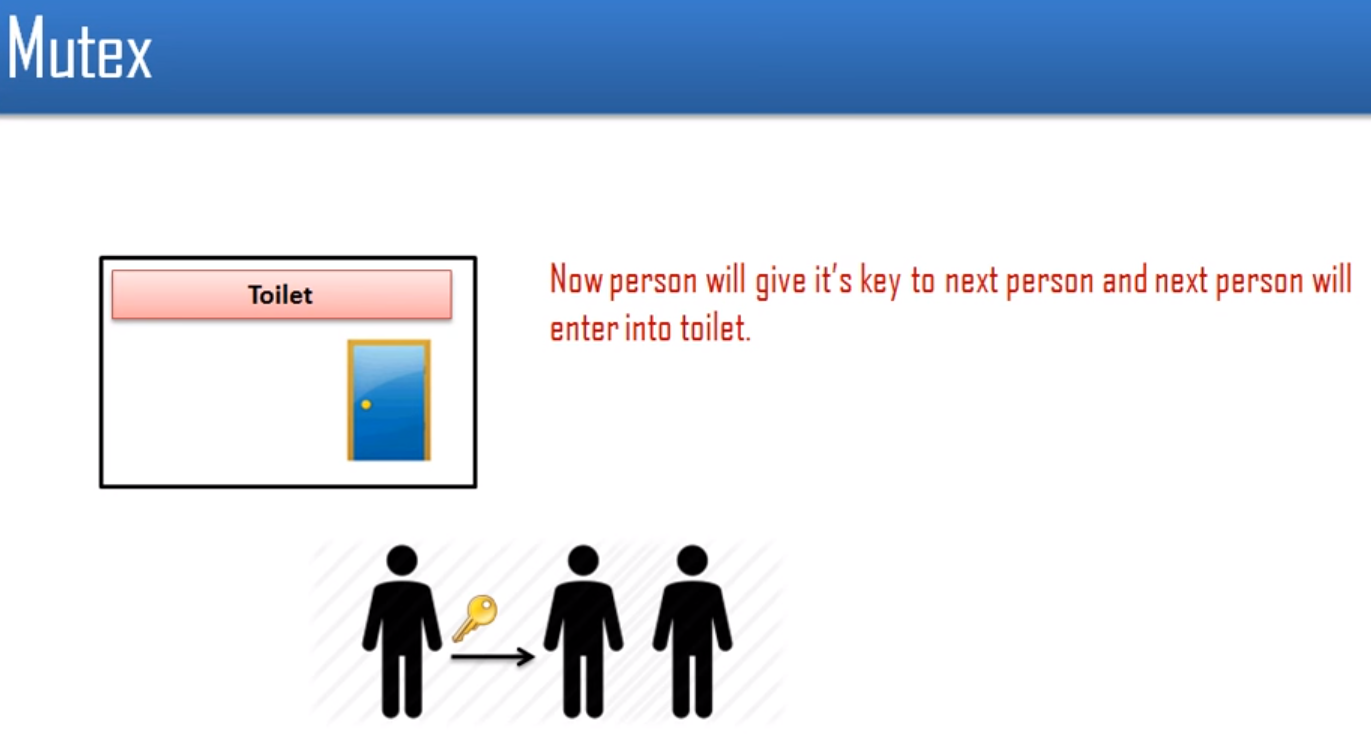 Mutex
Toilet
Now person will give it's key to next person and next person will
enter into toilet.